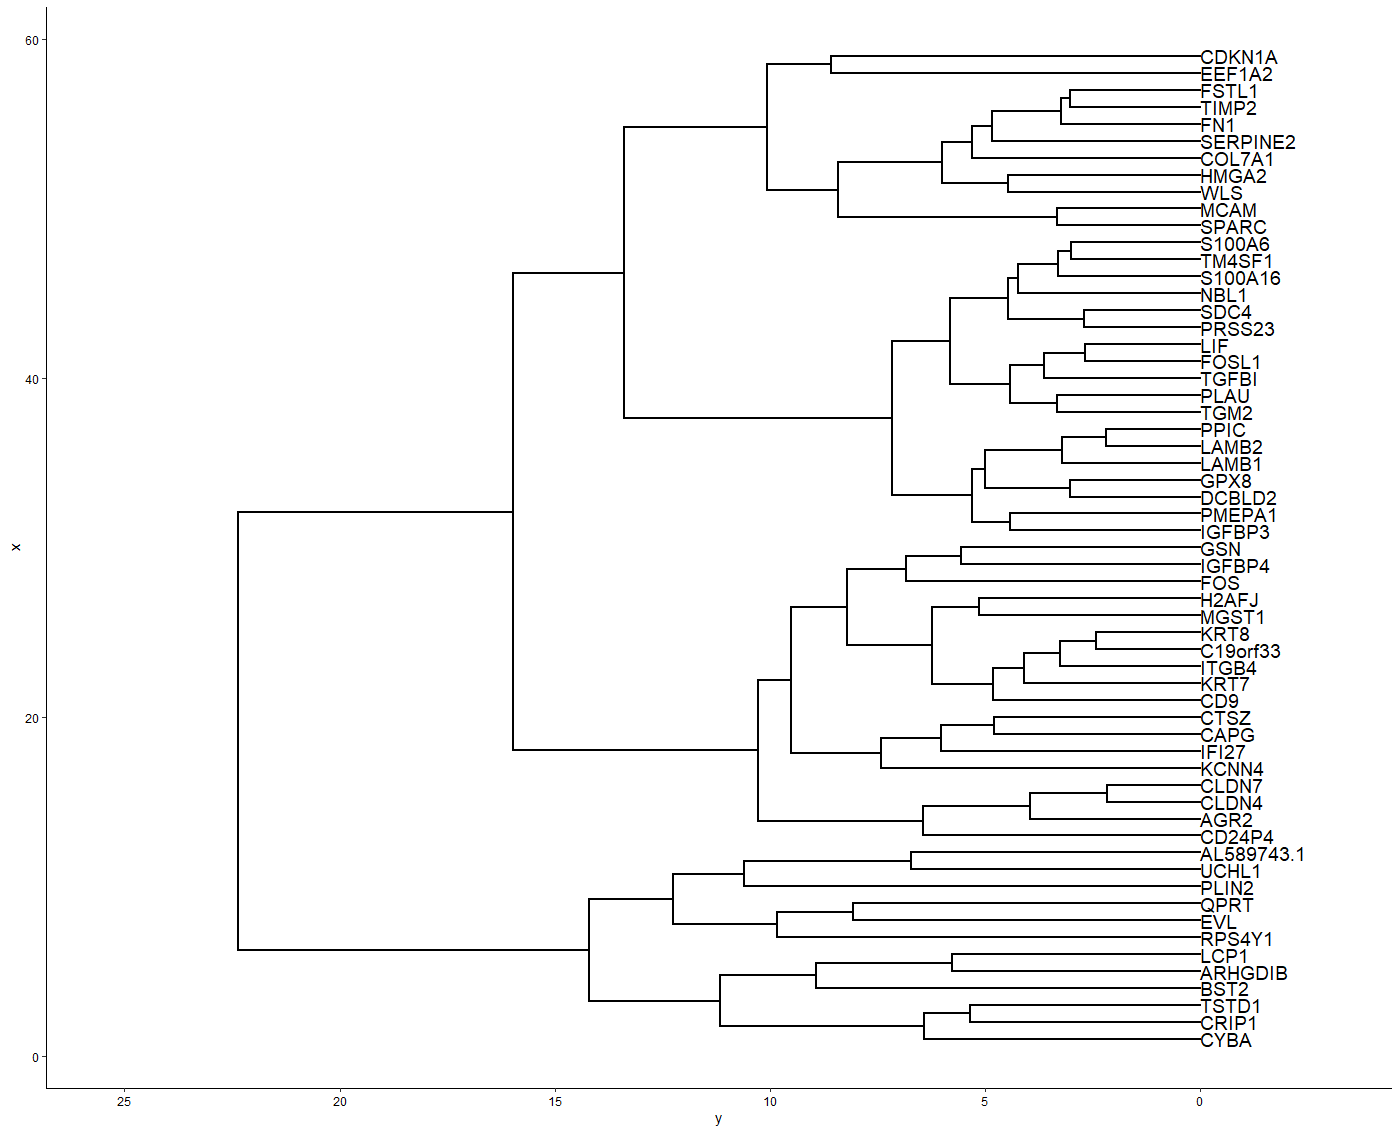 60
CDKN1A
EEF1A2
FSTL1
TIMP2
FN1
SERPINE2
COL7A1
HMGA2
WLS
MCAM
SPARC
S100A6
TM4SF1
S100A16
NBL1
SDC4
PRSS23
LIF
FOSL1
40
TGFBI
PLAU
TGM2
PPIC
LAMB2
LAMB1
GPX8
DCBLD2
PMEPA1
IGFBP3
x
GSN
IGFBP4
FOS
H2AFJ
MGST1
KRT8
C19orf33
ITGB4
KRT7
CD9
20
CTSZ
CAPG
IFI27
KCNN4
CLDN7
CLDN4
AGR2
CD24P4
AL589743.1
UCHL1
PLIN2
QPRT
EVL
RPS4Y1
LCP1
ARHGDIB
BST2
TSTD1
CRIP1
CYBA
0
25 20 15 10 5 0
y